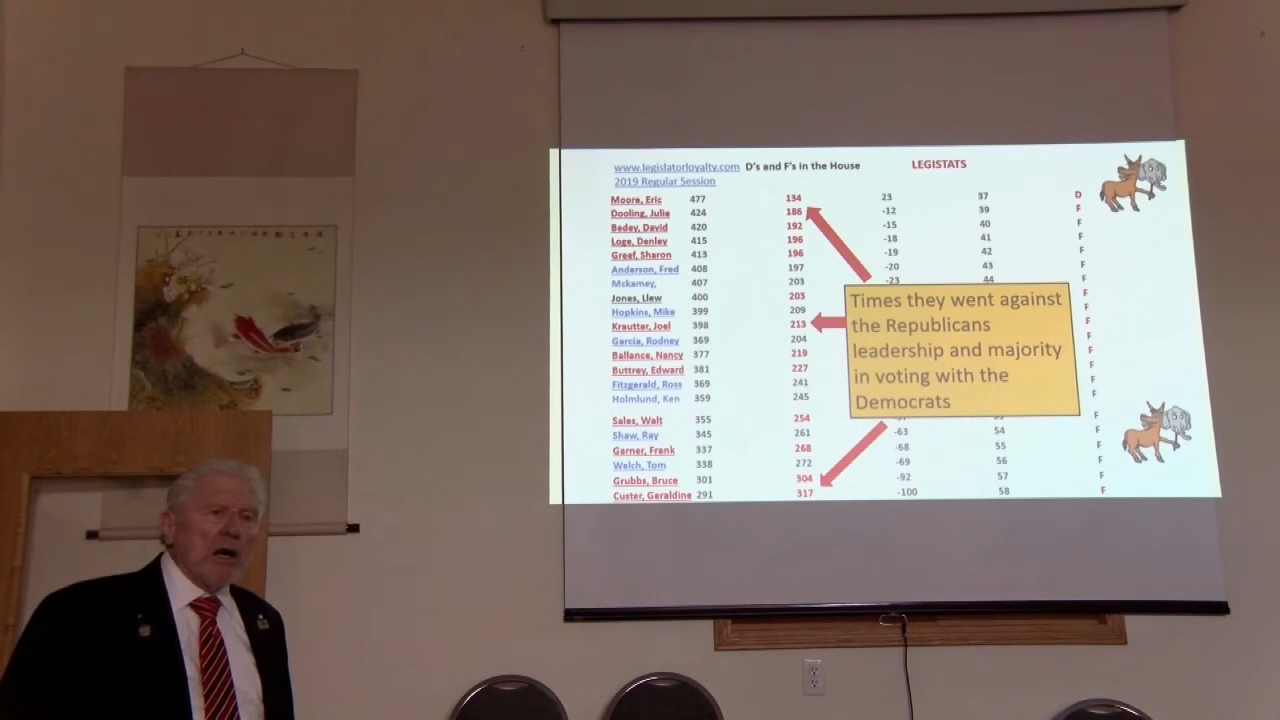 www.legislatorloyalty.com D's and F's in the House LEGISTATS
2019 Regular Session
Moore, Eric 477 134 23 37 D
Dooling, Julie 424 186 -12 39 F
Bedey, David 420 192 -15 40 F
Loge, Denley 415 196 -18 41 F
Greef, Sharon 413 196 -19 42 F
Anderson, Fred 408 197 -20 43 F
Mckamey, 407 203 -23 44 F
Jones, Llew 400 203 F
Hopkins, Mike 399 209 F
Krautter, Joel 398 213 F
Garcia, Rodney 369 204 F
Ballance, Nancy 377 219 F
Buttrey, Edward 381 227 F
Fitzgerald, Ross 369 241 F
Holmlund, Ken 359 245 F
Times they went against
the Republicans
leadership and majority
in voting with the
Democrats
Sales, Walt 355 254 F
Shaw, Ray 345 261 -63 54 F
Garner, Frank 337 268 -68 55 F
Welch, Tom 338 272 -69 56 F
Grubbs, Bruce 301 304 -92 57 F
Custer, Geraldine 291 317 -100 58 F